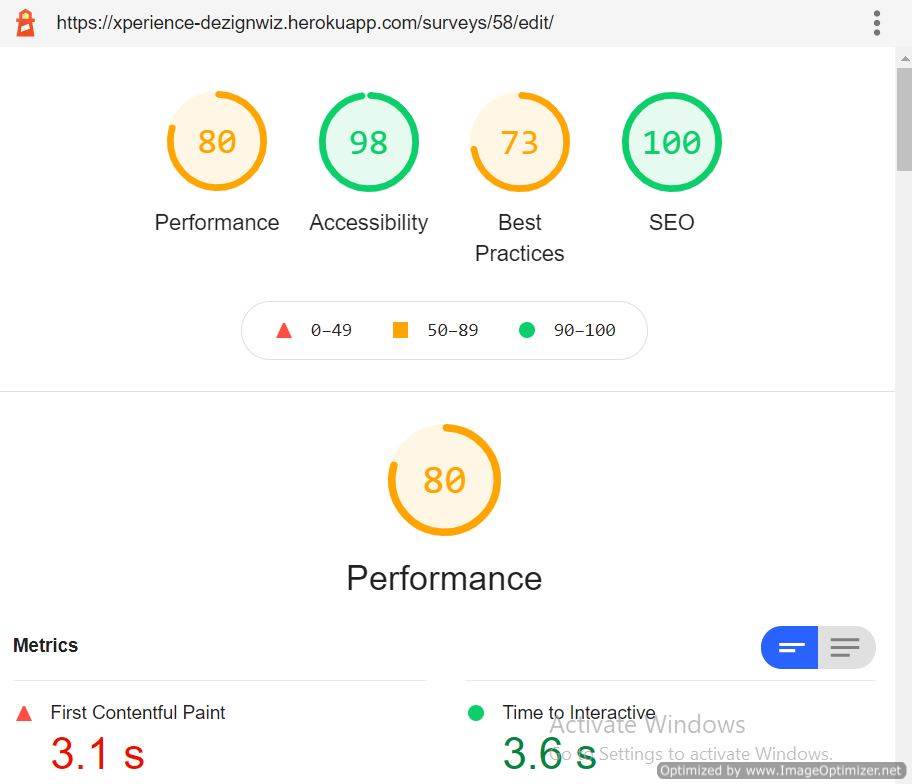 https://xperience-dezignwiz.herokuapp.com/surveys/58/edit/
80 98 73 100
Performance Accessibility Best Practices SEO
0–49 50–89 90–100
80
Performance
Metrics
First Contentful Paint Time to Interactive
3.1 s 3.6 s
Activate Windows
Go to Settings to activate Windows.
Optimized by www.ImageOptimizer.net